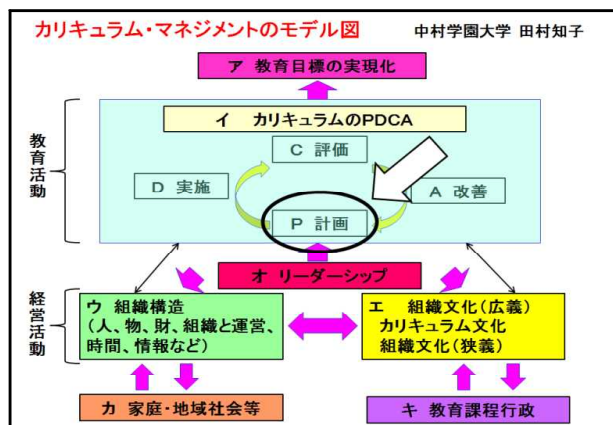 カリキュラム・マネジメントのモデル図
中村学園大学 田村知子
ア 教育目標の実現化
教育活動
イ カリキュラムのPDCA
C 評価
D 実施
A 改善
P 計画
オ リーダーシップ
経営活動
ウ 組織構造
(人、物、財、組織と運営、
時間、情報など)
エ 組織文化(広義)
カリキュラム文化
組織文化(狭義)
カ 家庭・地域社会等
キ 教育課程行政